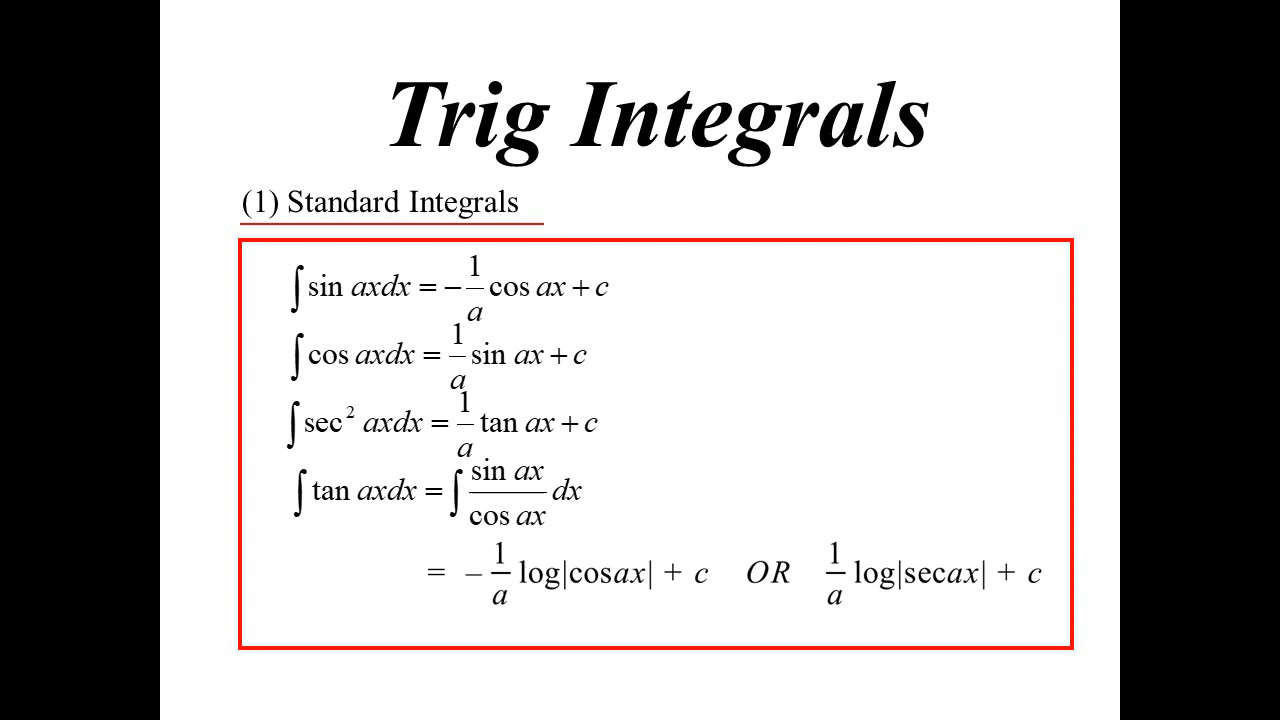 Trig Integrals
(1) Standard Integrals
∫ sin axdx = − 1/a cos ax + c
∫ cos axdx = 1/a sin ax + c
∫ sec² axdx = 1/a tan ax + c
∫ tan axdx = ∫ sin ax/cos ax dx
= − 1/a log|cosax| + c OR 1/a log|secax| + c